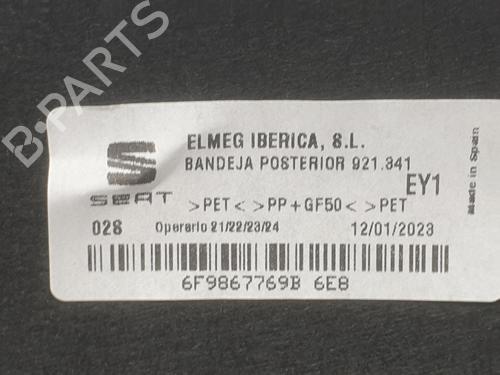 B-PARTS
ELMEG IBERICA, S.L.
BANDEJA POSTERIOR 921.341
EY1
SEAT
>PET< >PP+GF50< >PET
028 Operario 21/22/23/24 12/01/2023
6F9867769B 6E8
Made in Spain